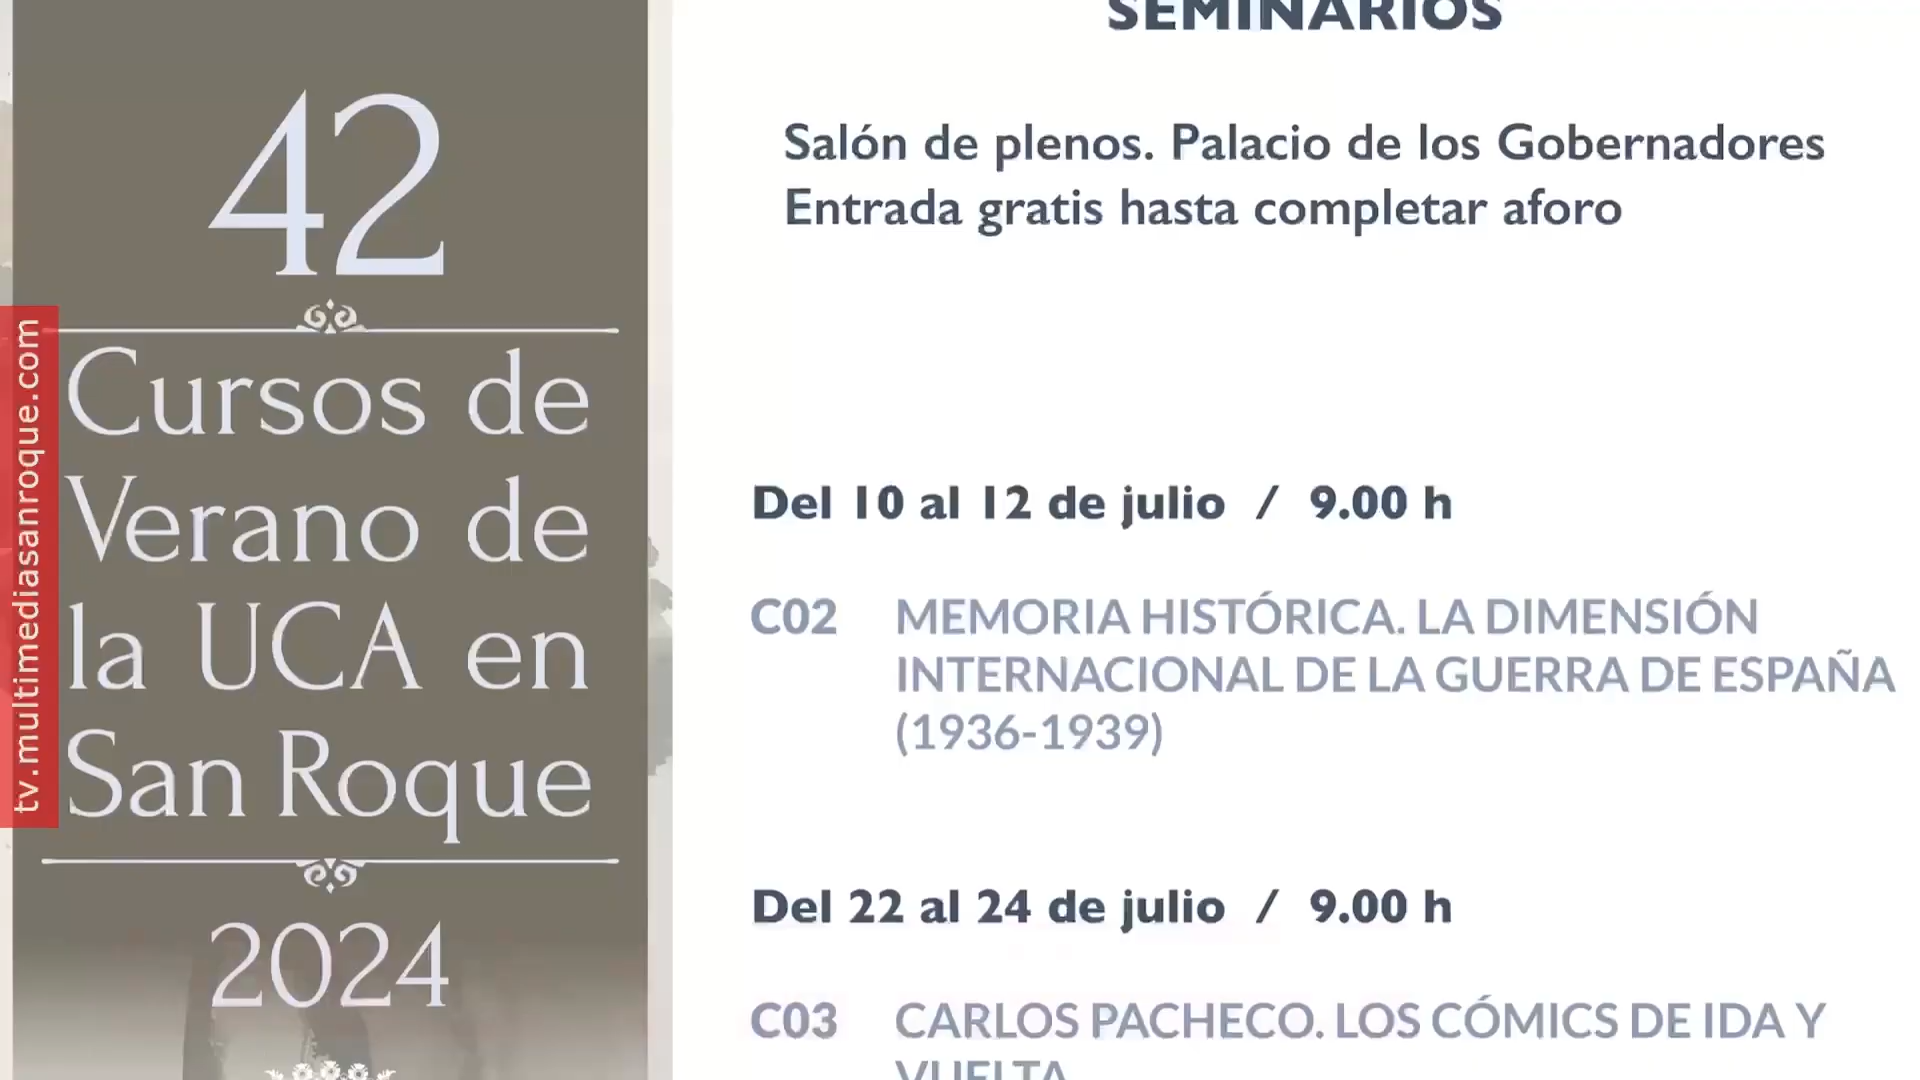 42
Cursos de
Verano de
la UCA en
San Roque
2024
tv.multimediasanroque.com
SEMINARIOS
Salón de plenos. Palacio de los Gobernadores
Entrada gratis hasta completar aforo
Del 10 al 12 de julio / 9.00 h
C02 MEMORIA HISTÓRICA. LA DIMENSIÓN
INTERNACIONAL DE LA GUERRA DE ESPAÑA
(1936-1939)
Del 22 al 24 de julio / 9.00 h
C03 CARLOS PACHECO. LOS CÓMICS DE IDA Y
VUELTA